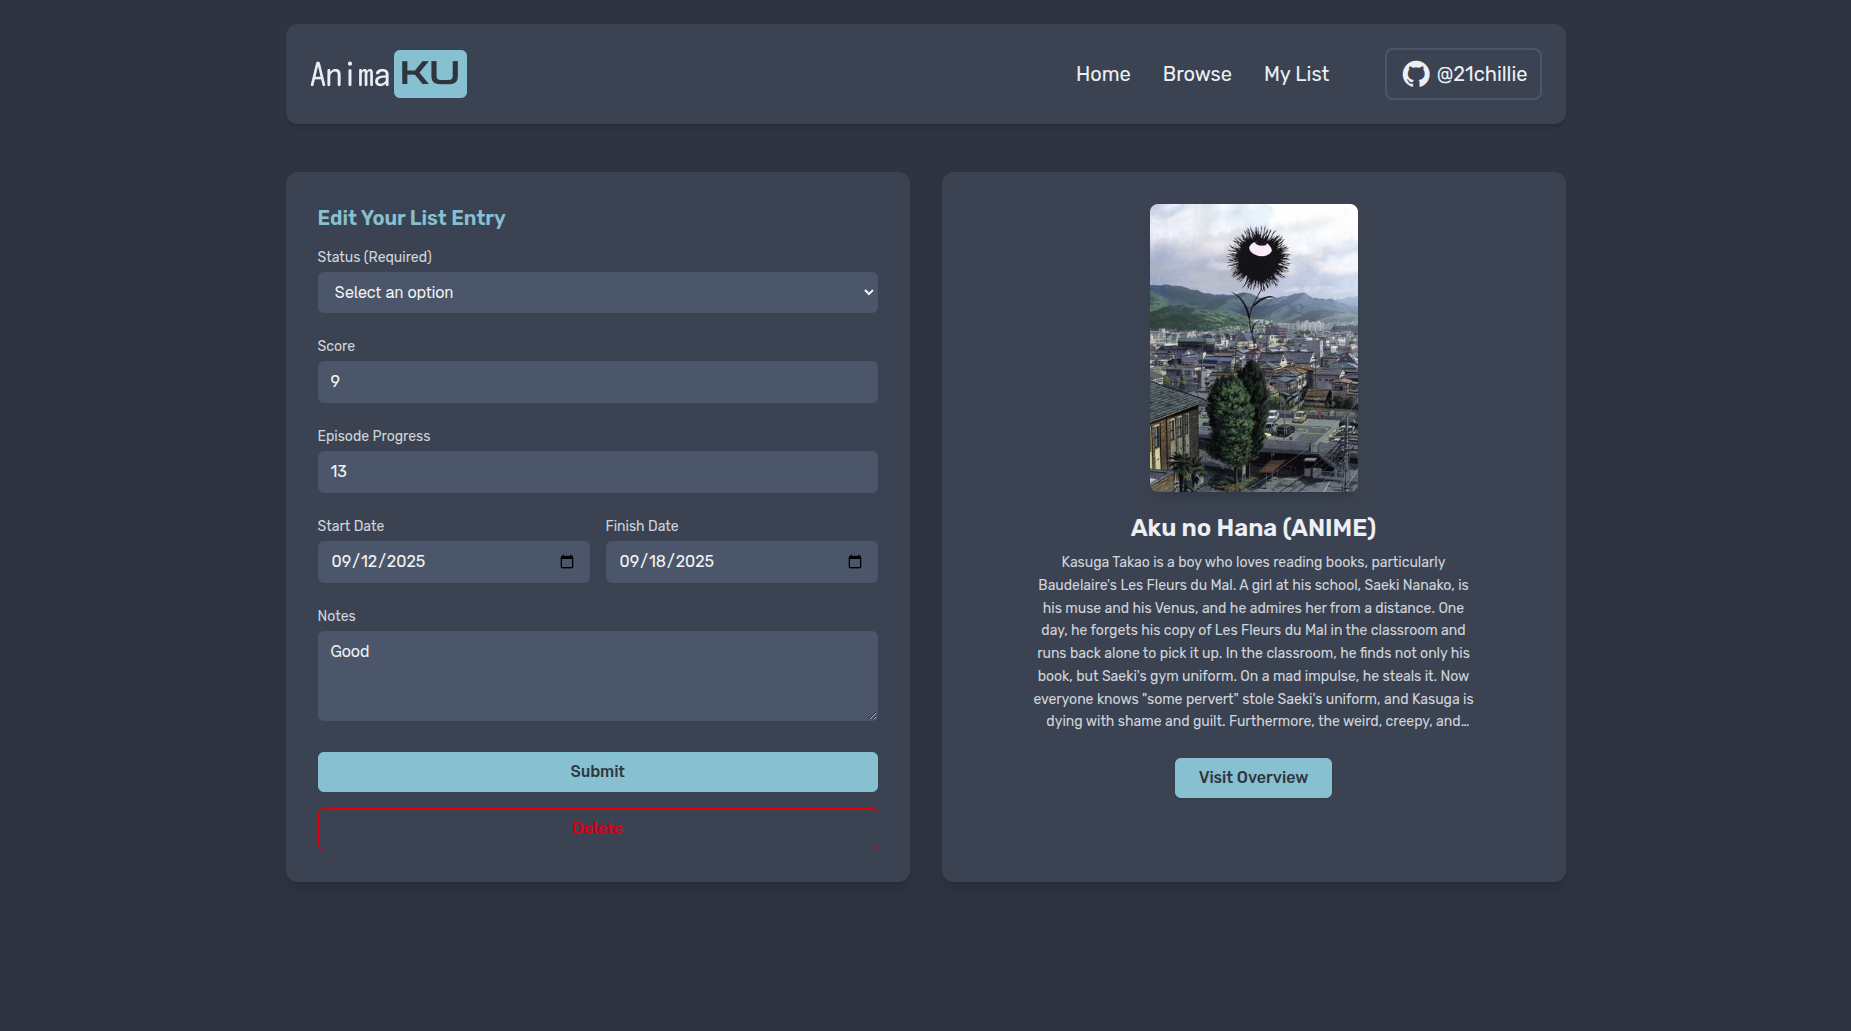 Anima KU
Home Browse My List @21chillie
Edit Your List Entry
Status (Required)
Select an option
Score
9
Episode Progress
13
Start Date Finish Date
09/12/2025 09/18/2025
Notes
Good
Submit
Delete
Aku no Hana (ANIME)
Kasuga Takao is a boy who loves reading books, particularly
Baudelaire's Les Fleurs du Mal. A girl at his school, Saeki Nanako, is
his muse and his Venus, and he admires her from a distance. One
day, he forgets his copy of Les Fleurs du Mal in the classroom and
runs back alone to pick it up. In the classroom, he finds not only his
book, but Saeki's gym uniform. On a mad impulse, he steals it. Now
everyone knows "some pervert" stole Saeki's uniform, and Kasuga is
dying with shame and guilt. Furthermore, the weird, creepy, and…
Visit Overview